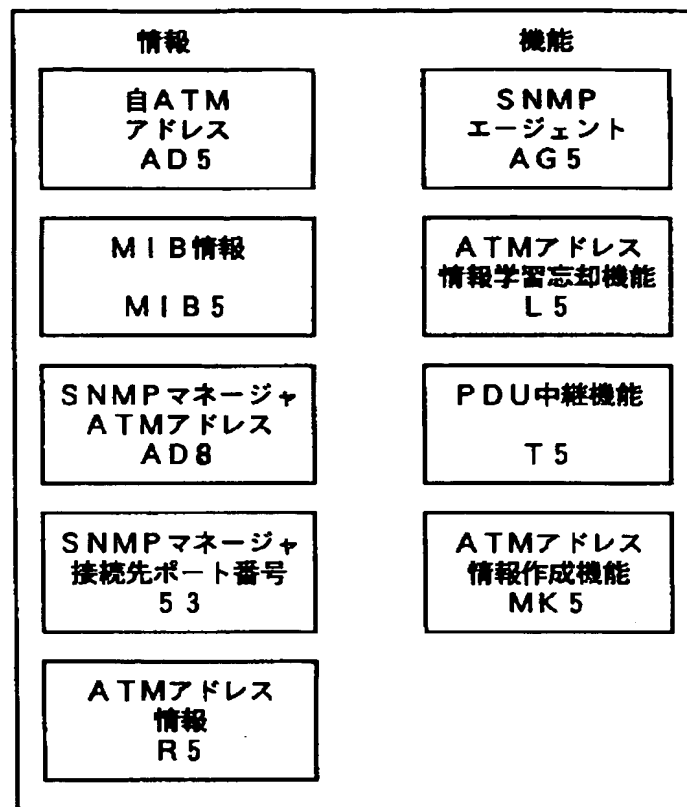 情報
自ATM
アドレス
AD5
MIB情報
MIB5
SNMPマネージャ
ATMアドレス
AD8
SNMPマネージャ
接続先ポート番号
53
ATMアドレス
情報
R5
機能
SNMP
エージェント
AG5
ATMアドレス
情報学習忘却機能
L5
PDU中継機能
T5
ATMアドレス
情報作成機能
MK5